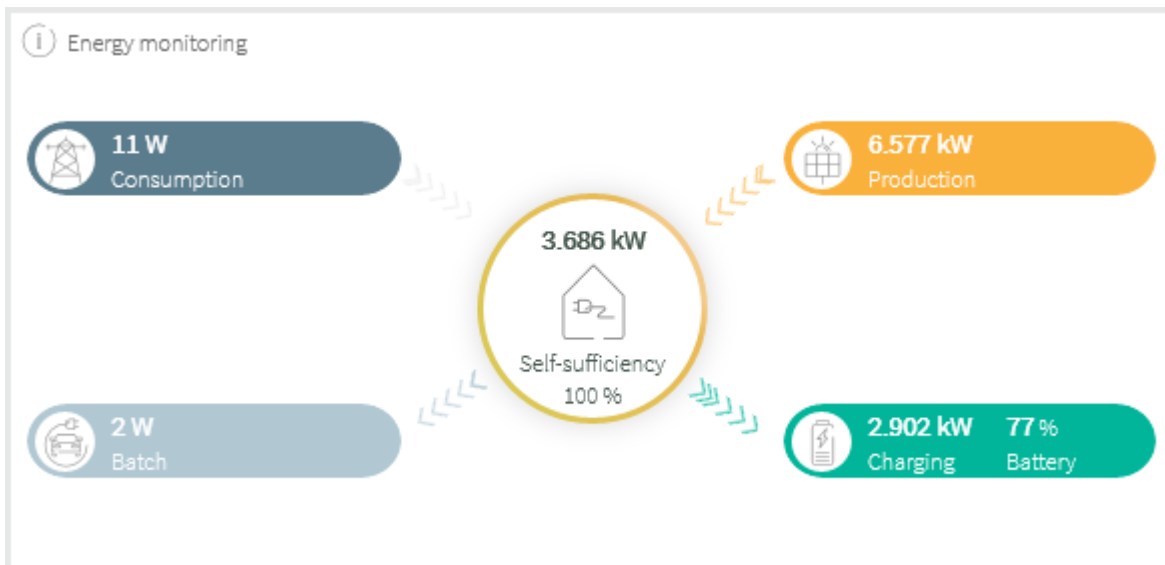 i Energy monitoring
11 W
Consumption
6.577 kW
Production
3.686 kW
Self-sufficiency
100 %
2 W
Batch
2.902 kW 77 %
Charging Battery